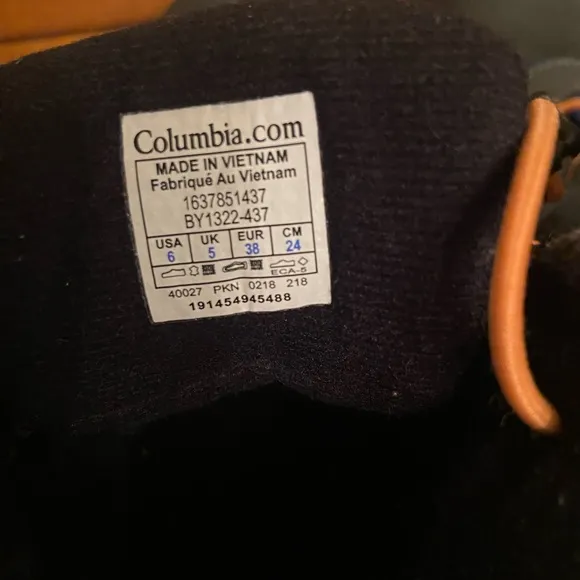 Columbia.com
MADE IN VIETNAM
Fabriqué Au Vietnam
1637851437
BY1322-437
USA UK EUR CM
6 5 38 24
ECA-5
40027 PKN 0218 218
191454945488